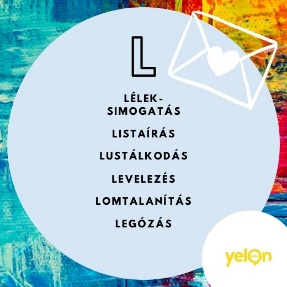 L
LÉLEK-
SIMOGATÁS
LISTAÍRÁS
LUSTÁLKODÁS
LEVELEZÉS
LOMTALANÍTÁS
LEGÓZÁS
yelon